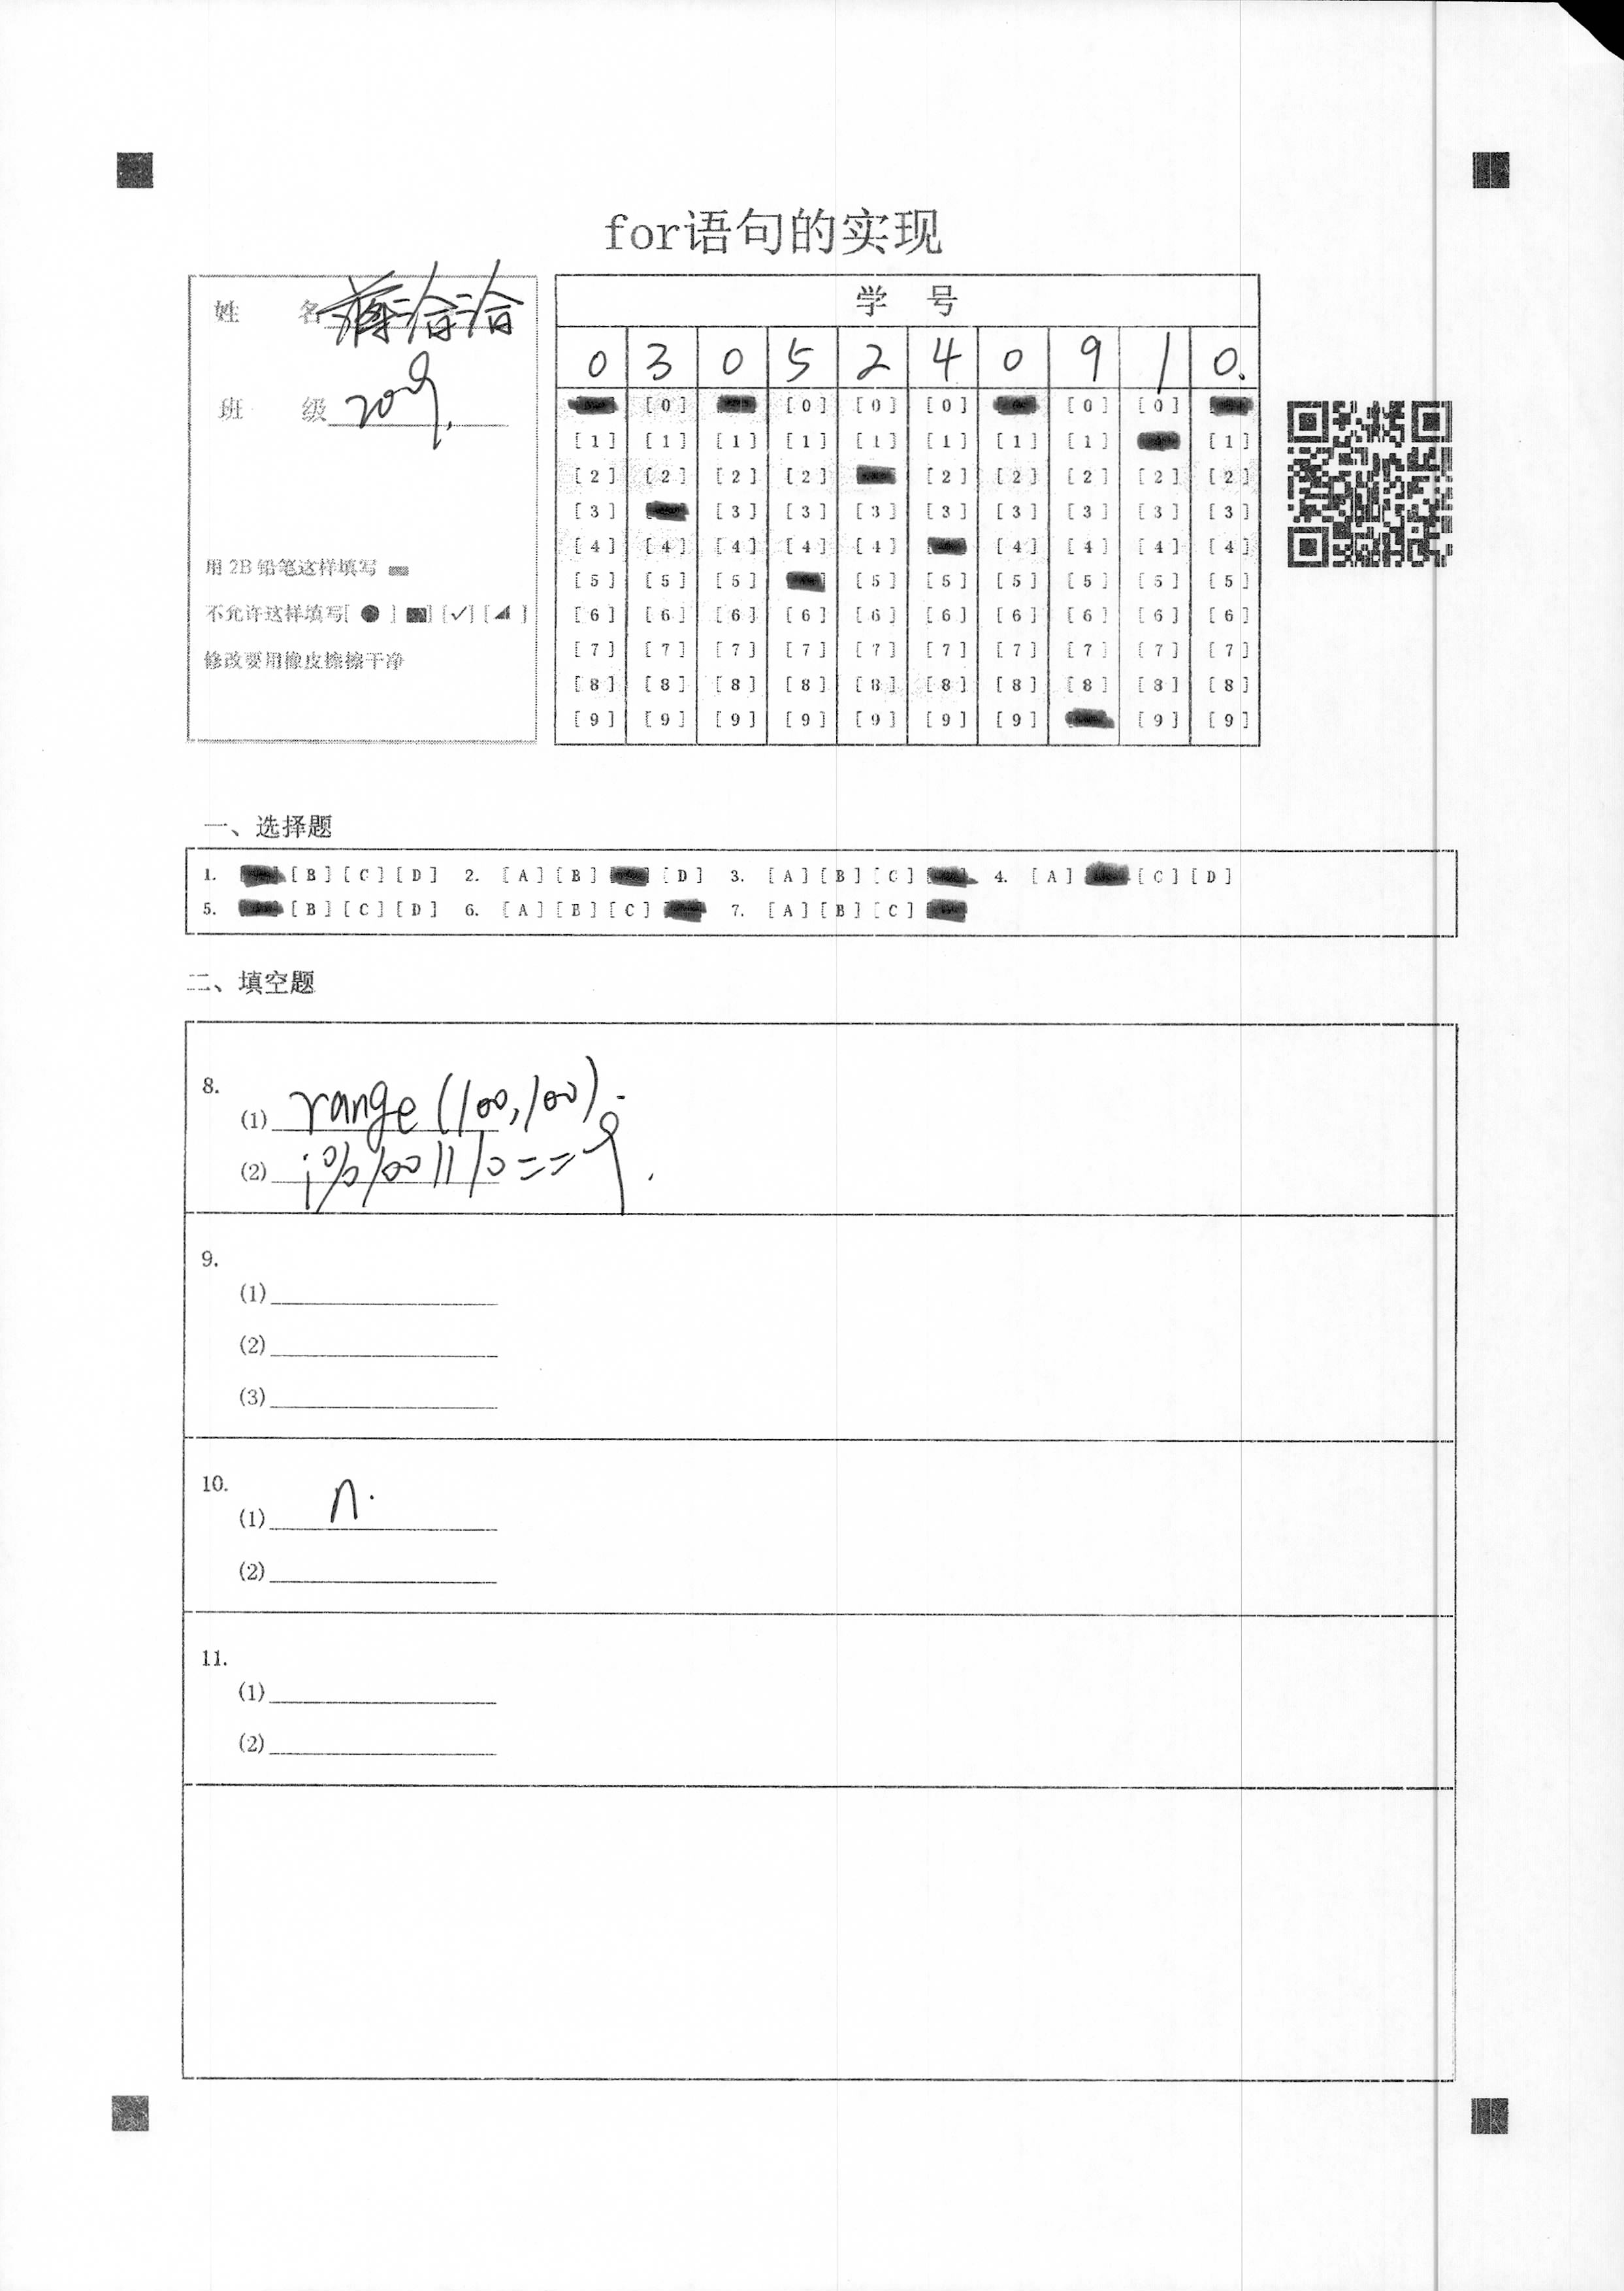 for语句的实现
姓 名 洽洽
班 级 2009.
用 2B 铅笔这样填写
不允许这样填写[ ● ] [✓] [ ]
修改要用橡皮擦擦干净
学 号
0 3 0 5 2 4 0 9 1 0.
[0] [0] [0] [0] [0] [0]
[1] [1] [1] [1] [1] [1] [1] [1] [1]
[2] [2] [2] [2] [2] [2] [2] [2] [2]
[3] [3] [3] [3] [3] [3] [3] [3] [3]
[4] [4] [4] [4] [4] [4] [4] [4] [4]
[5] [5] [5] [5] [5] [5] [5] [5] [5]
[6] [6] [6] [6] [6] [6] [6] [6] [6] [6]
[7] [7] [7] [7] [7] [7] [7] [7] [7] [7]
[8] [8] [8] [8] [8] [8] [8] [8] [8] [8]
[9] [9] [9] [9] [9] [9] [9] [9] [9]
一、选择题
1. [B] [C] [D] 2. [A] [B] [D] 3. [A] [B] [C] 4. [A] [C] [D]
5. [B] [C] [D] 6. [A] [B] [C] 7. [A] [B] [C]
二、填空题
8.
(1) range(100,100).
(2) i%100//10==9.
9.
(1)
(2)
(3)
10.
(1) n.
(2)
11.
(1)
(2)